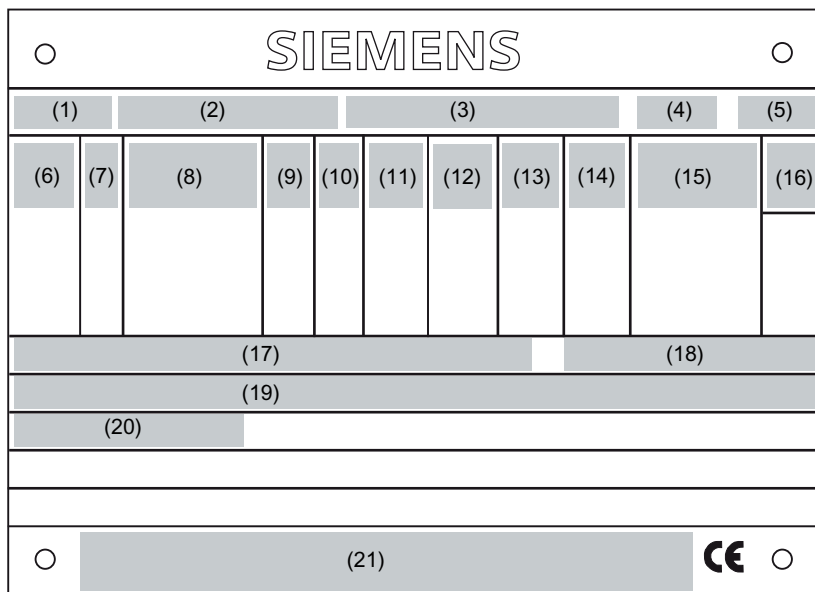 SIEMENS
(1) (2) (3) (4) (5)
(6) (7) (8) (9) (10) (11) (12) (13) (14) (15) (16)
(17) (18)
(19)
(20)
(21) CE